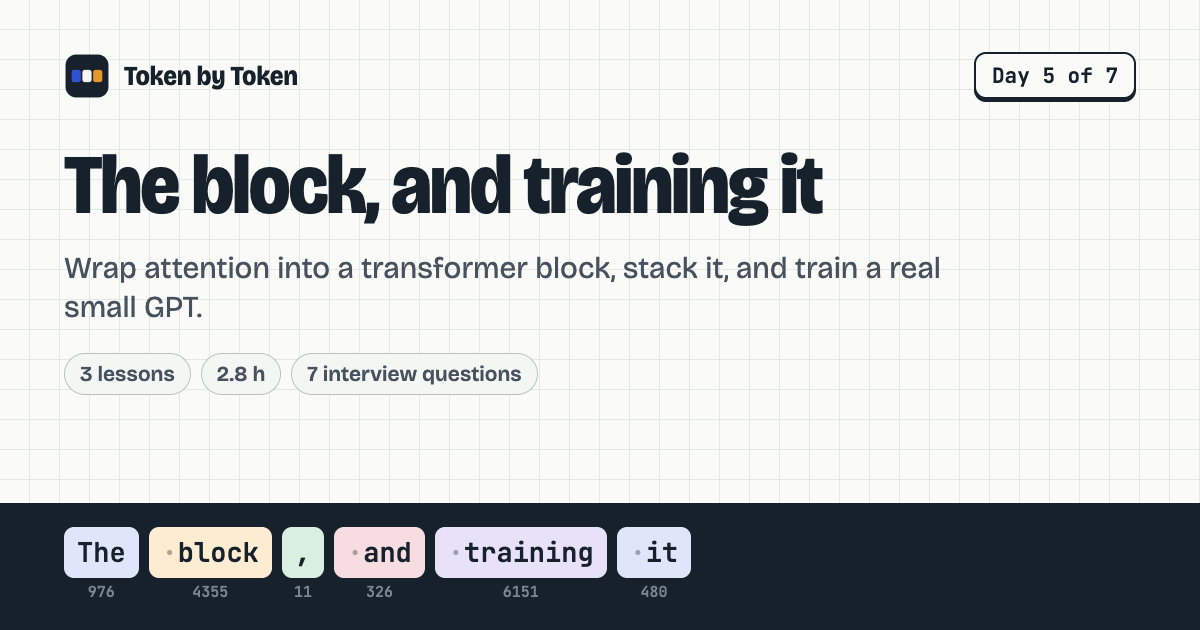 Token by Token
Day 5 of 7
The block, and training it
Wrap attention into a transformer block, stack it, and train a real
small GPT.
3 lessons
2.8 h
7 interview questions
The ·block , ·and ·training ·it
976 4355 11 326 6151 480